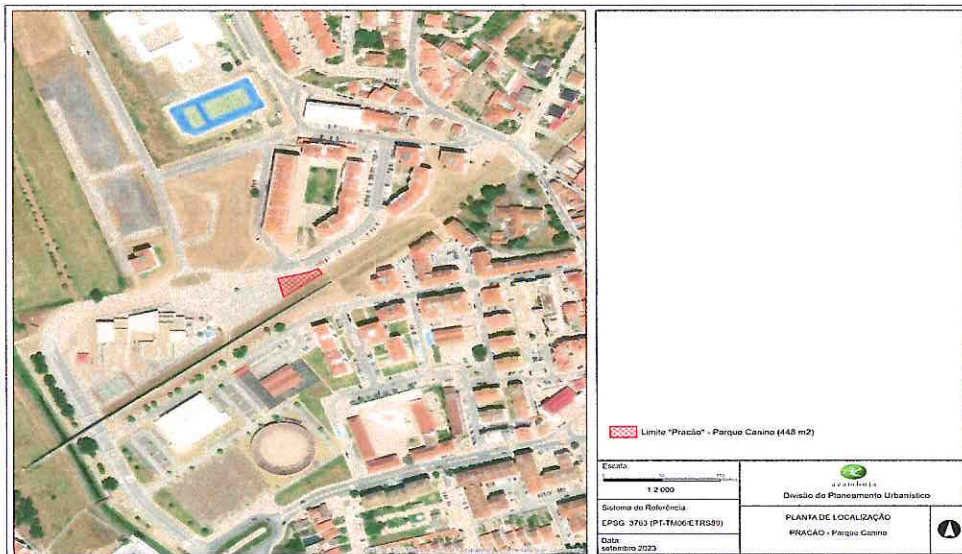 Limite "Pracão" - Parque Canino (448 m2)
Escala:
1:2 000
Sistema de Referência:
EPSG: 3763 (PT-TM06/ETRS89)
Data:
setembro 2023
azambuja
Divisão do Planeamento Urbanístico
PLANTA DE LOCALIZAÇÃO
PRACÃO - Parque Canino